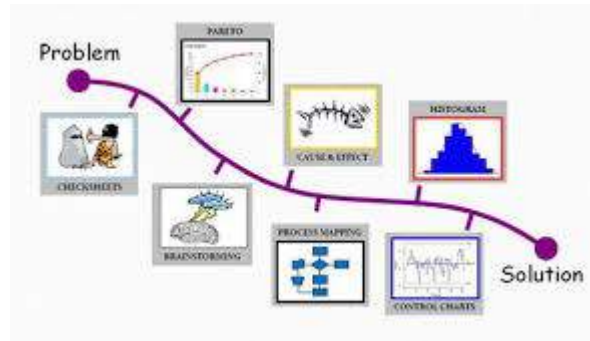 Problem
PARETO
CHECKSHEETS
BRAINSTORMING
CAUSE & EFFECT
PROCESS MAPPING
HISTOGRAM
CONTROL CHARTS
Solution